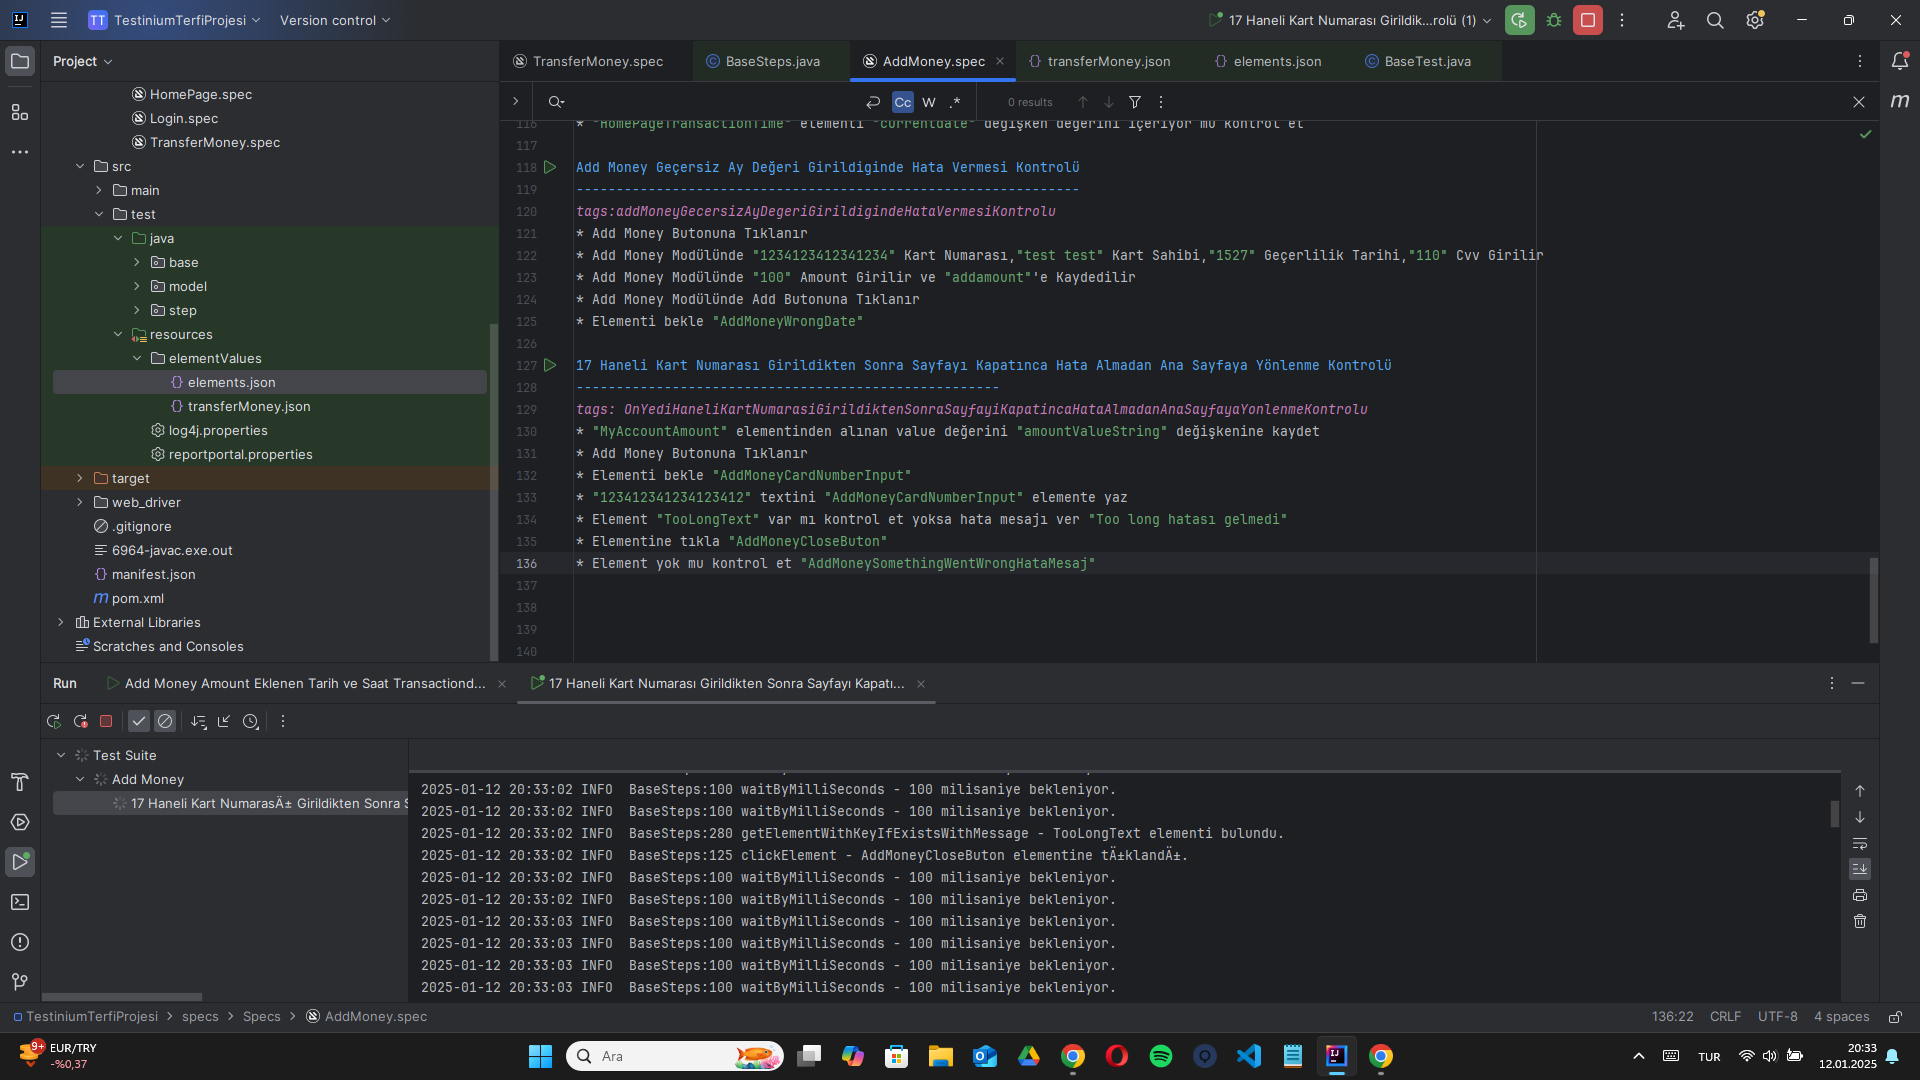 TT TestiniumTerfiProjesi Version control 17 Haneli Kart Numarası Girildik...rolü (1)
Project
TransferMoney.spec BaseSteps.java AddMoney.spec transferMoney.json elements.json BaseTest.java
Cc W .* 0 results
HomePage.spec
Login.spec
TransferMoney.spec
src
main
test
java
base
model
step
resources
elementValues
elements.json
transferMoney.json
log4j.properties
reportportal.properties
target
web_driver
.gitignore
6964-javac.exe.out
manifest.json
pom.xml
External Libraries
Scratches and Consoles
116 * "HomePageTransactionTime" elementi "currentdate" değişken değerini içeriyor mu kontrol et
117
118 Add Money Geçersiz Ay Değeri Girildiginde Hata Vermesi Kontrolü
119 ---------------------------------------------------------------
120 tags:addMoneyGecersizAyDegeriGirildigindeHataVermesiKontrolu
121 * Add Money Butonuna Tıklanır
122 * Add Money Modülünde "1234123412341234" Kart Numarası,"test test" Kart Sahibi,"1527" Geçerlilik Tarihi,"110" Cvv Girilir
123 * Add Money Modülünde "100" Amount Girilir ve "addamount"'e Kaydedilir
124 * Add Money Modülünde Add Butonuna Tıklanır
125 * Elementi bekle "AddMoneyWrongDate"
126
127 17 Haneli Kart Numarası Girildikten Sonra Sayfayı Kapatınca Hata Almadan Ana Sayfaya Yönlenme Kontrolü
128 -----------------------------------------------------
129 tags: OnYediHaneliKartNumarasiGirildiktenSonraSayfayiKapatincaHataAlmadanAnaSayfayaYonlenmeKontrolu
130 * "MyAccountAmount" elementinden alınan value değerini "amountValueString" değişkenine kaydet
131 * Add Money Butonuna Tıklanır
132 * Elementi bekle "AddMoneyCardNumberInput"
133 * "123412341234123412" textini "AddMoneyCardNumberInput" elemente yaz
134 * Element "TooLongText" var mı kontrol et yoksa hata mesajı ver "Too long hatası gelmedi"
135 * Elementine tıkla "AddMoneyCloseButon"
136 * Element yok mu kontrol et "AddMoneySomethingWentWrongHataMesaj"
137
138
139
140
Run Add Money Amount Eklenen Tarih ve Saat Transactiond... 17 Haneli Kart Numarası Girildikten Sonra Sayfayı Kapatı...
Test Suite
Add Money
17 Haneli Kart NumarasÄ± Girildikten Sonra S
2025-01-12 20:33:02 INFO BaseSteps:100 waitByMilliSeconds - 100 milisaniye bekleniyor.
2025-01-12 20:33:02 INFO BaseSteps:100 waitByMilliSeconds - 100 milisaniye bekleniyor.
2025-01-12 20:33:02 INFO BaseSteps:280 getElementWithKeyIfExistsWithMessage - TooLongText elementi bulundu.
2025-01-12 20:33:02 INFO BaseSteps:125 clickElement - AddMoneyCloseButon elementine tÄ±klandÄ±.
2025-01-12 20:33:02 INFO BaseSteps:100 waitByMilliSeconds - 100 milisaniye bekleniyor.
2025-01-12 20:33:02 INFO BaseSteps:100 waitByMilliSeconds - 100 milisaniye bekleniyor.
2025-01-12 20:33:03 INFO BaseSteps:100 waitByMilliSeconds - 100 milisaniye bekleniyor.
2025-01-12 20:33:03 INFO BaseSteps:100 waitByMilliSeconds - 100 milisaniye bekleniyor.
2025-01-12 20:33:03 INFO BaseSteps:100 waitByMilliSeconds - 100 milisaniye bekleniyor.
2025-01-12 20:33:03 INFO BaseSteps:100 waitByMilliSeconds - 100 milisaniye bekleniyor.
TestiniumTerfiProjesi specs Specs AddMoney.spec 136:22 CRLF UTF-8 4 spaces
9+ EUR/TRY
-%0,37
Ara
TUR
20:33
12.01.2025